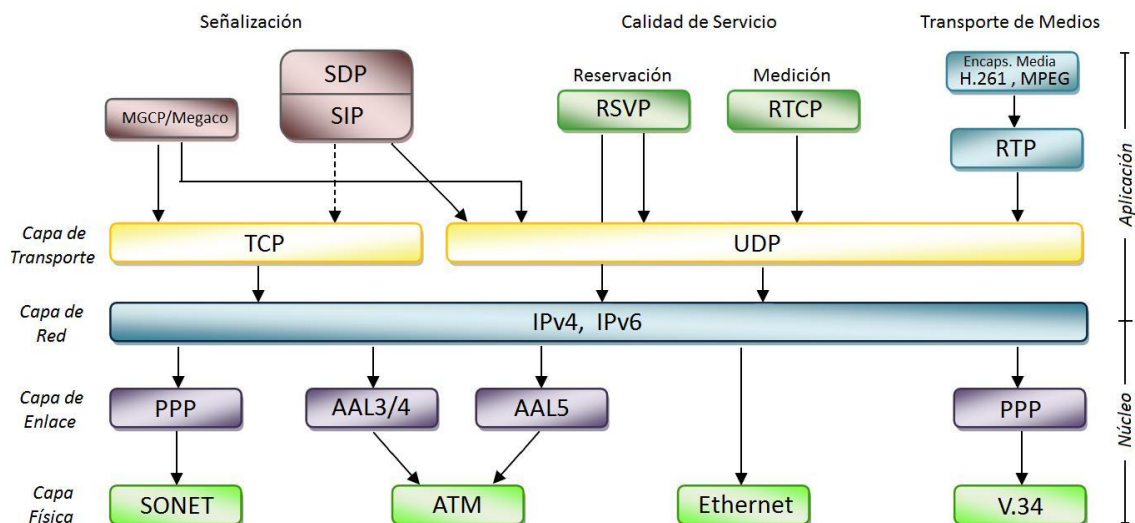 Señalización
Calidad de Servicio
Transporte de Medios
SDP
SIP
MGCP/Megaco
Reservación
RSVP
Medición
RTCP
Encaps. Media
H.261 , MPEG
RTP
Aplicación
Capa de
Transporte
TCP
UDP
Capa de
Red
IPv4, IPv6
Capa de
Enlace
PPP
AAL3/4
AAL5
PPP
Núcleo
Capa
Física
SONET
ATM
Ethernet
V.34